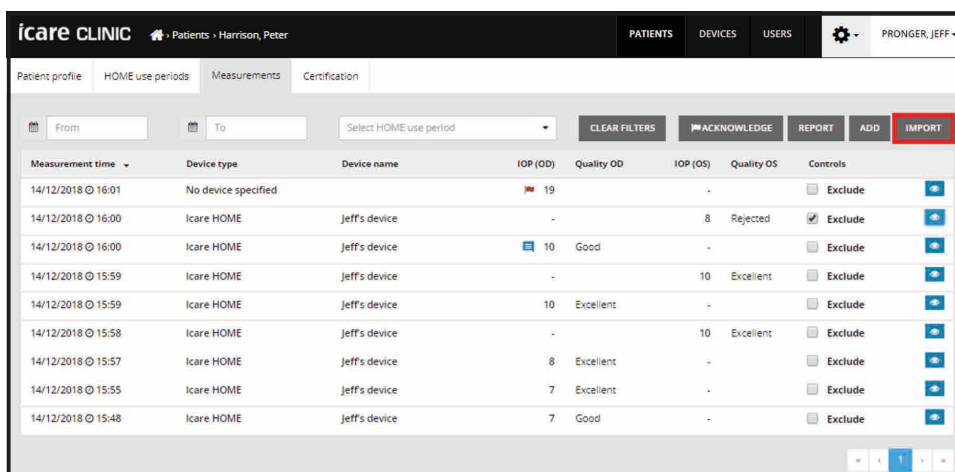 icare CLINIC › Patients › Harrison, Peter PATIENTS DEVICES USERS PRONGER, JEFF
Patient profile HOME use periods Measurements Certification
From To Select HOME use period CLEAR FILTERS ACKNOWLEDGE REPORT ADD IMPORT
Measurement time Device type Device name IOP (OD) Quality OD IOP (OS) Quality OS Controls
14/12/2018 16:01 No device specified 19 - Exclude
14/12/2018 16:00 Icare HOME Jeff's device - 8 Rejected Exclude
14/12/2018 16:00 Icare HOME Jeff's device 10 Good - Exclude
14/12/2018 15:59 Icare HOME Jeff's device - 10 Excellent Exclude
14/12/2018 15:59 Icare HOME Jeff's device 10 Excellent - Exclude
14/12/2018 15:58 Icare HOME Jeff's device - 10 Excellent Exclude
14/12/2018 15:57 Icare HOME Jeff's device 8 Excellent - Exclude
14/12/2018 15:55 Icare HOME Jeff's device 7 Excellent - Exclude
14/12/2018 15:48 Icare HOME Jeff's device 7 Good - Exclude
« ‹ 1 › »